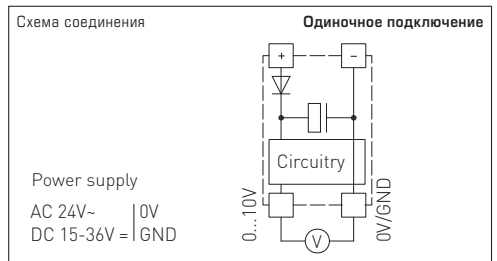 Схема соединения
Одиночное подключение
+ −
Circuitry
Power supply
AC 24V~ | 0V
DC 15-36V = | GND
0...10V
0V/GND
V